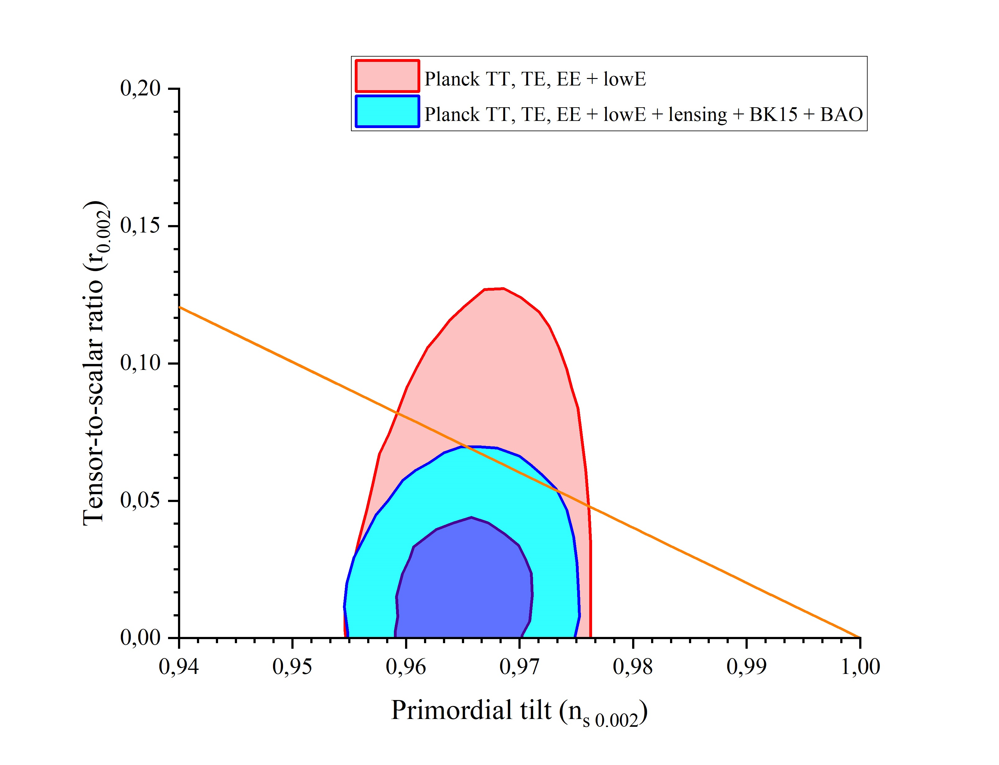 Planck TT, TE, EE + lowE
Planck TT, TE, EE + lowE + lensing + BK15 + BAO
Tensor-to-scalar ratio (r0.002)
0,20
0,15
0,10
0,05
0,00
0,94 0,95 0,96 0,97 0,98 0,99 1,00
Primordial tilt (ns 0.002)